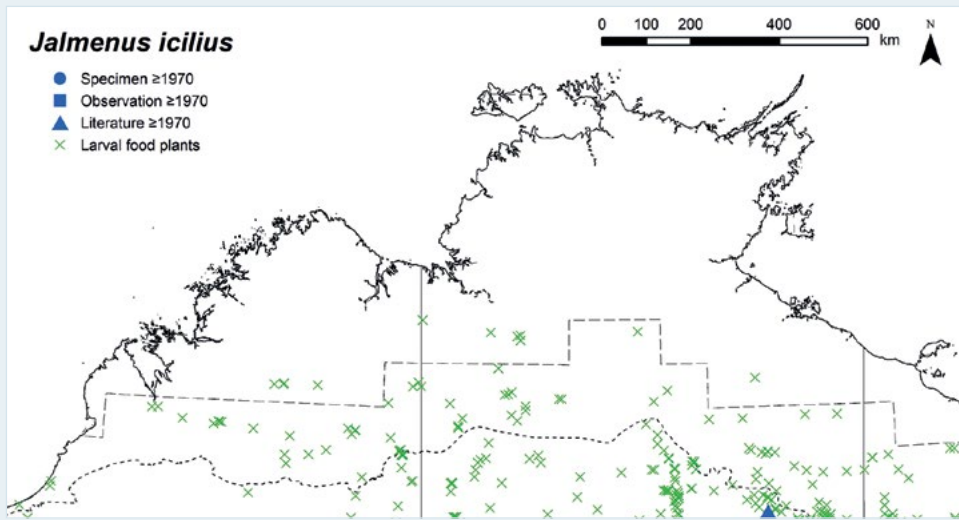 Jalmenus icilius
Specimen ≥1970
Observation ≥1970
Literature ≥1970
Larval food plants
0 100 200 400 600
km
N